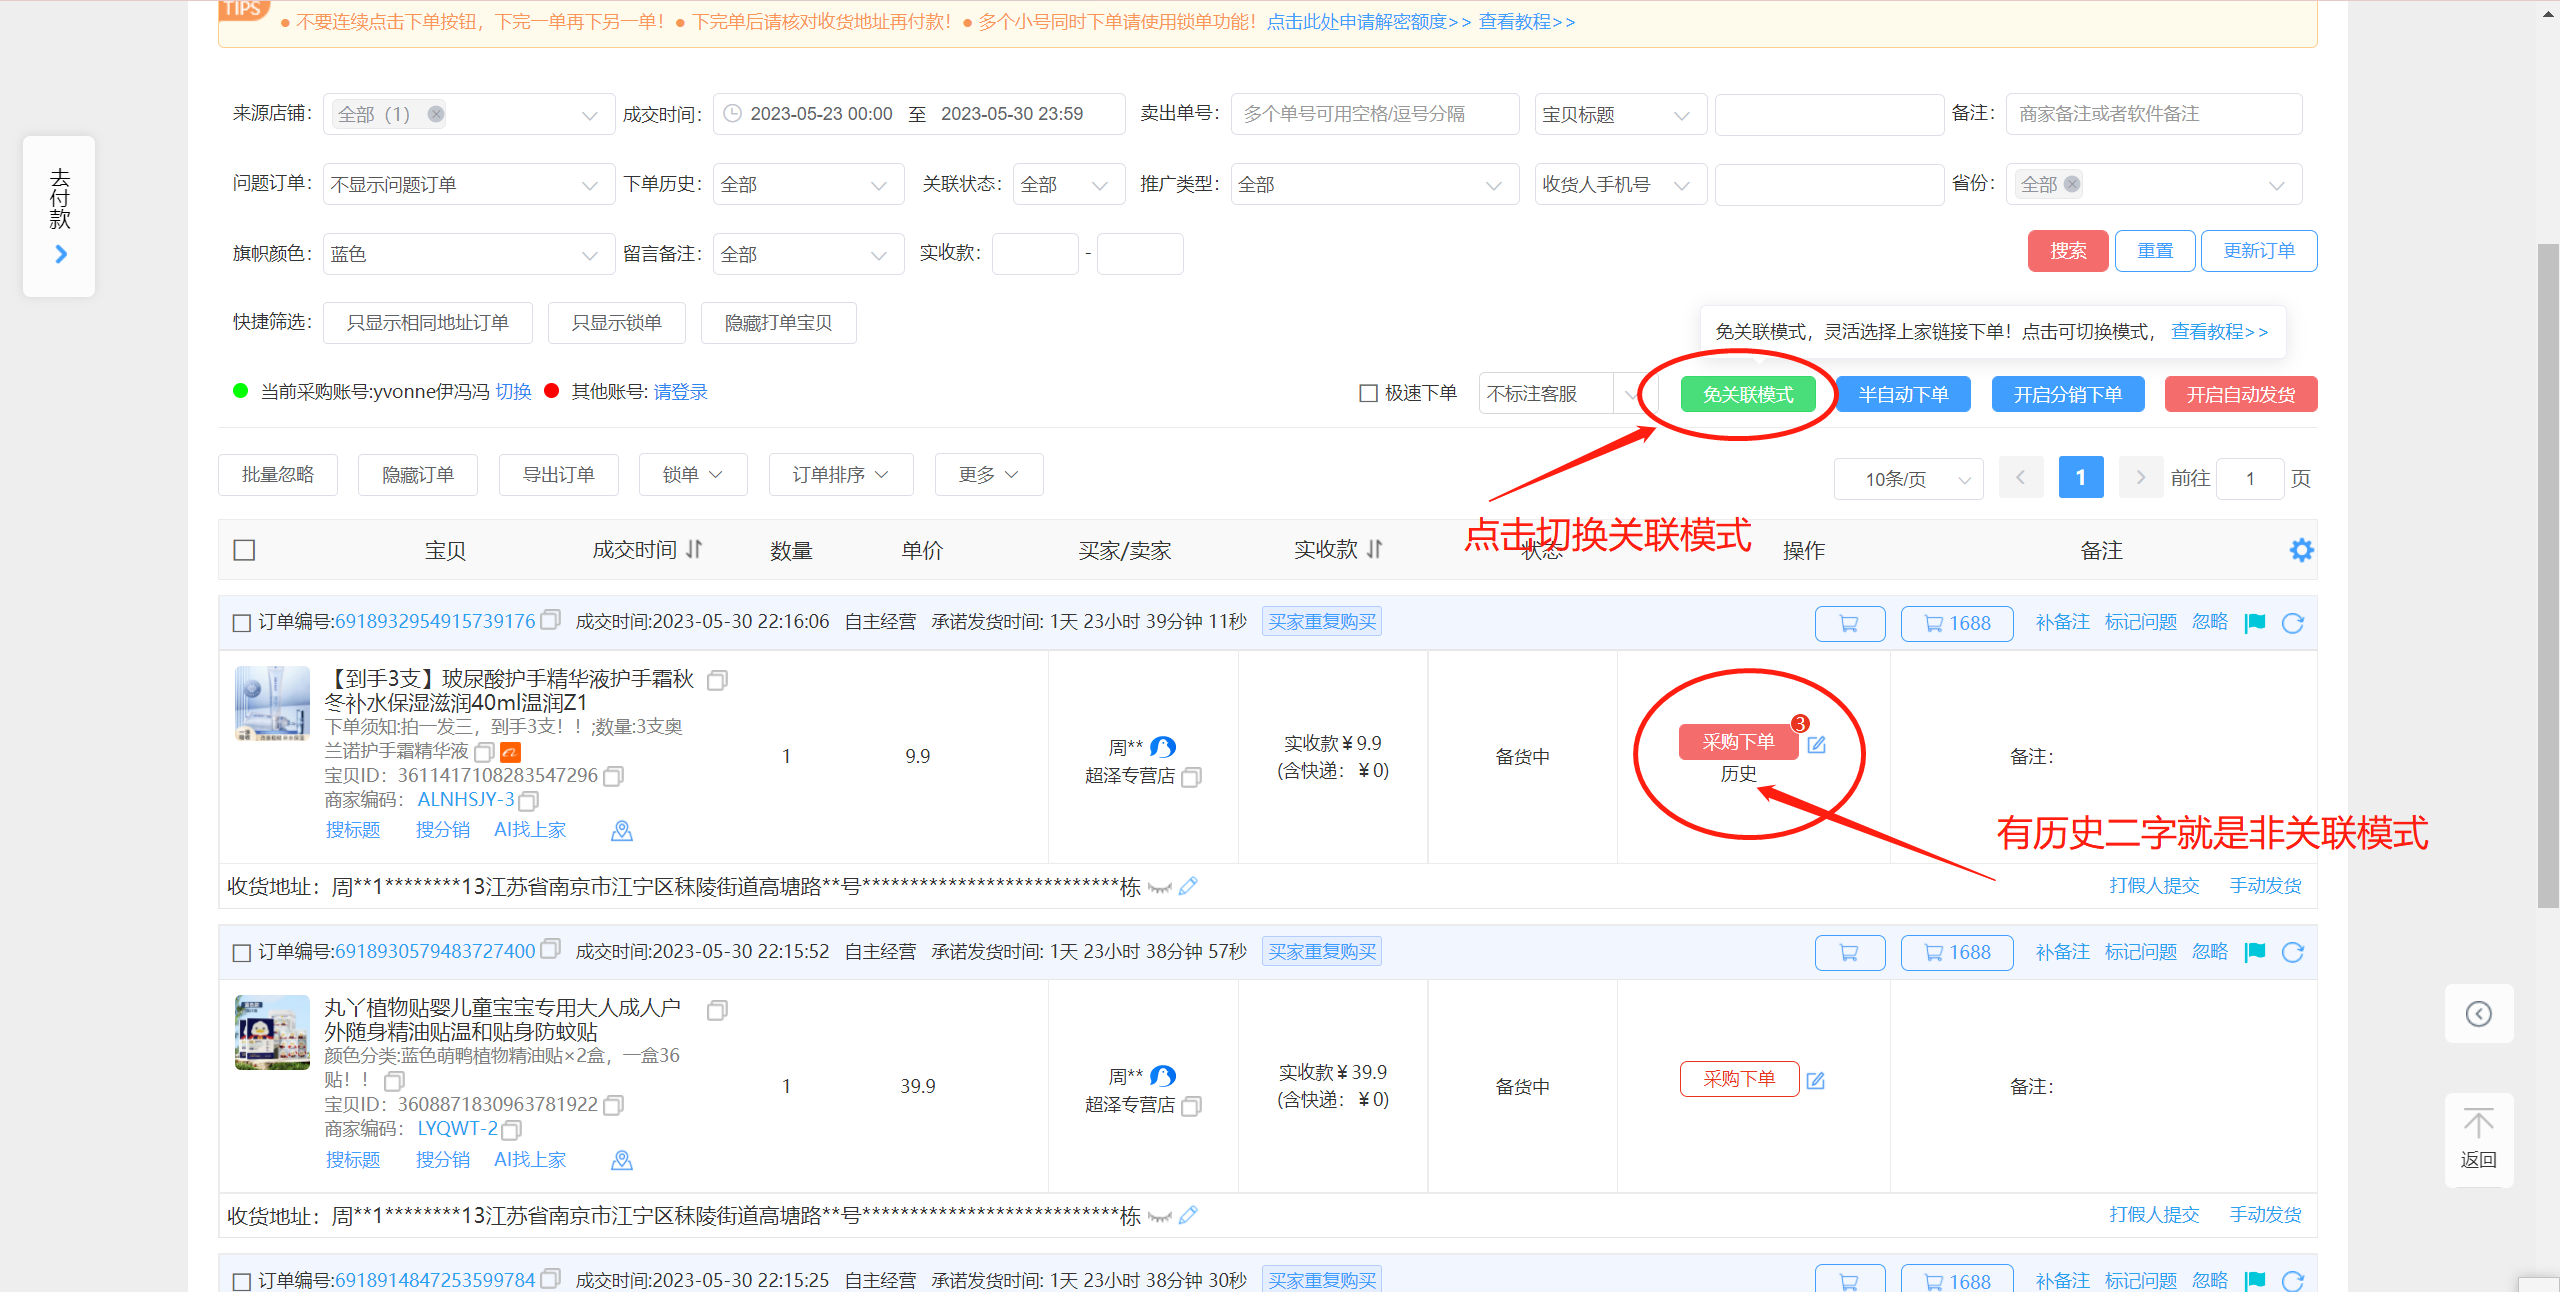 TIPS
● 不要连续点击下单按钮，下完一单再下另一单！● 下完单后请核对收货地址再付款！● 多个小号同时下单请使用锁单功能！点击此处申请解密额度>> 查看教程>>
去付款
来源店铺： 全部（1） 成交时间： 2023-05-23 00:00 至 2023-05-30 23:59 卖出单号： 多个单号可用空格/逗号分隔 宝贝标题 备注： 商家备注或者软件备注
问题订单： 不显示问题订单 下单历史： 全部 关联状态： 全部 推广类型： 全部 收货人手机号 省份： 全部
旗帜颜色： 蓝色 留言备注： 全部 实收款： - 搜索 重置 更新订单
快捷筛选： 只显示相同地址订单 只显示锁单 隐藏打单宝贝
免关联模式，灵活选择上家链接下单！点击可切换模式， 查看教程>>
当前采购账号:yvonne伊冯冯 切换 其他账号: 请登录 极速下单 不标注客服 免关联模式 半自动下单 开启分销下单 开启自动发货
批量忽略 隐藏订单 导出订单 锁单 订单排序 更多 10条/页 1 前往 1 页
点击切换关联模式
宝贝 成交时间 数量 单价 买家/卖家 实收款 状态 操作 备注
订单编号:6918932954915739176 成交时间:2023-05-30 22:16:06 自主经营 承诺发货时间: 1天 23小时 39分钟 11秒 买家重复购买 1688 补备注 标记问题 忽略
【到手3支】玻尿酸护手精华液护手霜秋
冬补水保湿滋润40ml温润Z1
下单须知:拍一发三，到手3支！！;数量:3支奥
兰诺护手霜精华液
宝贝ID：3611417108283547296
商家编码： ALNHSJY-3
搜标题 搜分销 AI找上家
1
9.9
周**
超泽专营店
实收款￥9.9
(含快递：￥0)
备货中
采购下单 3
历史
备注：
有历史二字就是非关联模式
收货地址：周**1********13江苏省南京市江宁区秣陵街道高塘路**号***************************栋 打假人提交 手动发货
订单编号:6918930579483727400 成交时间:2023-05-30 22:15:52 自主经营 承诺发货时间: 1天 23小时 38分钟 57秒 买家重复购买 1688 补备注 标记问题 忽略
丸丫植物贴婴儿童宝宝专用大人成人户
外随身精油贴温和贴身防蚊贴
颜色分类:蓝色萌鸭植物精油贴×2盒，一盒36
贴！！
宝贝ID：3608871830963781922
商家编码： LYQWT-2
搜标题 搜分销 AI找上家
1
39.9
周**
超泽专营店
实收款￥39.9
(含快递：￥0)
备货中
采购下单
备注：
返回
收货地址：周**1********13江苏省南京市江宁区秣陵街道高塘路**号***************************栋 打假人提交 手动发货
订单编号:6918914847253599784 成交时间:2023-05-30 22:15:25 自主经营 承诺发货时间: 1天 23小时 38分钟 30秒 买家重复购买 1688 补备注 标记问题 忽略